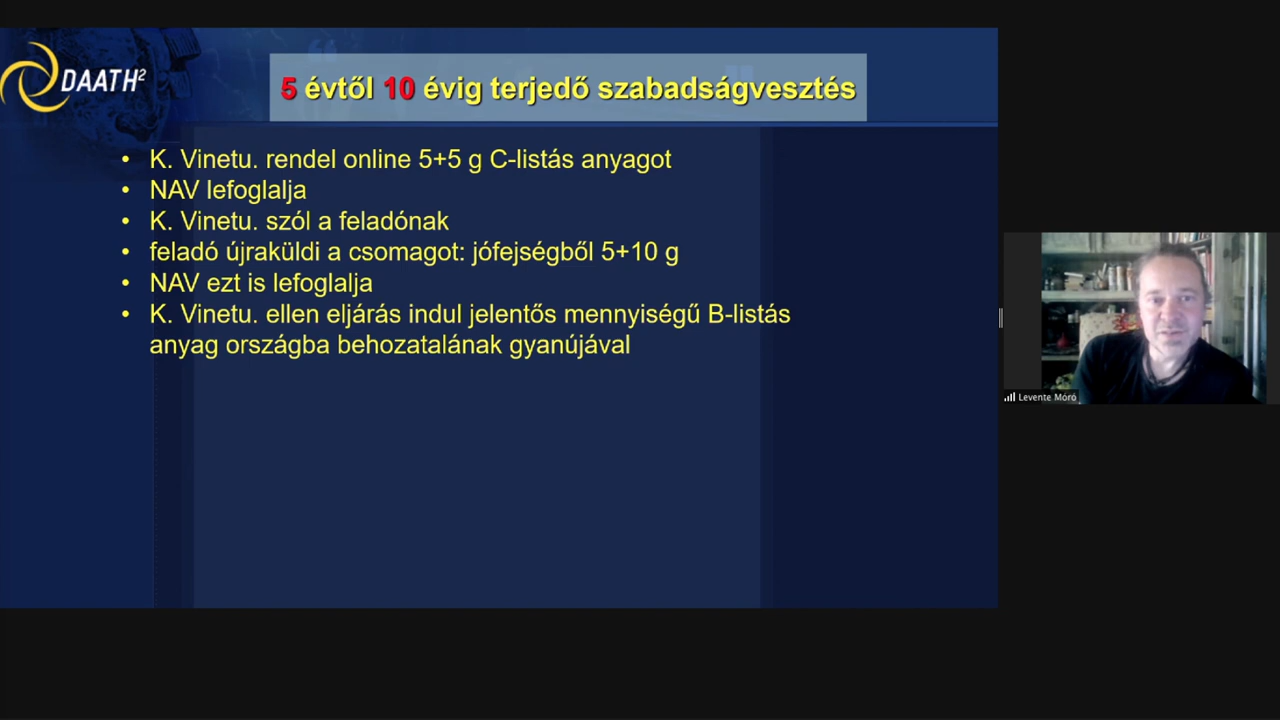 DAATH²
5 évtől 10 évig terjedő szabadságvesztés
• K. Vinetu. rendel online 5+5 g C-listás anyagot
• NAV lefoglalja
• K. Vinetu. szól a feladónak
• feladó újraküldi a csomagot: jófejségből 5+10 g
• NAV ezt is lefoglalja
• K. Vinetu. ellen eljárás indul jelentős mennyiségű B-listás
anyag országba behozatalának gyanújával
Levente Móró